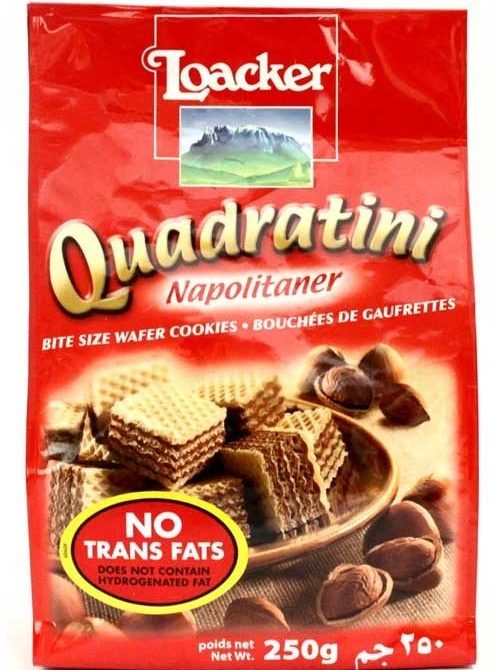 Loacker
Quadratini
Napolitaner
BITE SIZE WAFER COOKIES • BOUCHÉES DE GAUFRETTES
NO
TRANS FATS
DOES NOT CONTAIN
HYDROGENATED FAT
poids net
Net Wt. 250g ٢٥٠ جم